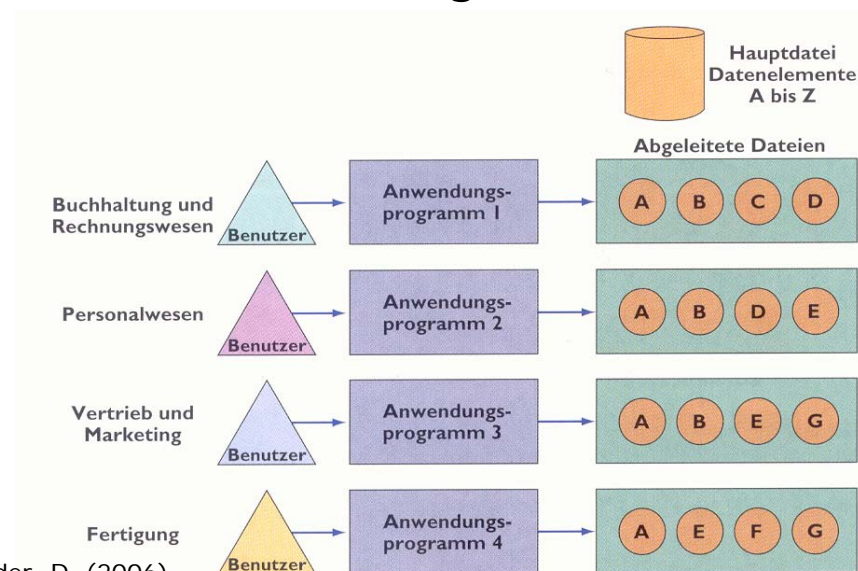 Hauptdatei
Datenelemente
A bis Z
Abgeleitete Dateien
Buchhaltung und
Rechnungswesen
Benutzer
Anwendungs-
programm 1
A B C D
Personalwesen
Benutzer
Anwendungs-
programm 2
A B D E
Vertrieb und
Marketing
Benutzer
Anwendungs-
programm 3
A B E G
Fertigung
Benutzer
Anwendungs-
programm 4
A E F G
D. (2006)